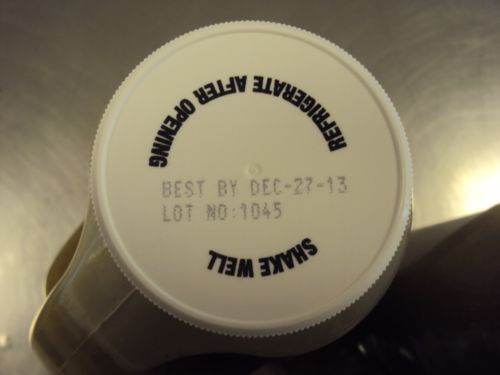 REFRIGERATE AFTER OPENING
BEST BY DEC-27-13
LOT NO:1045
SHAKE WELL